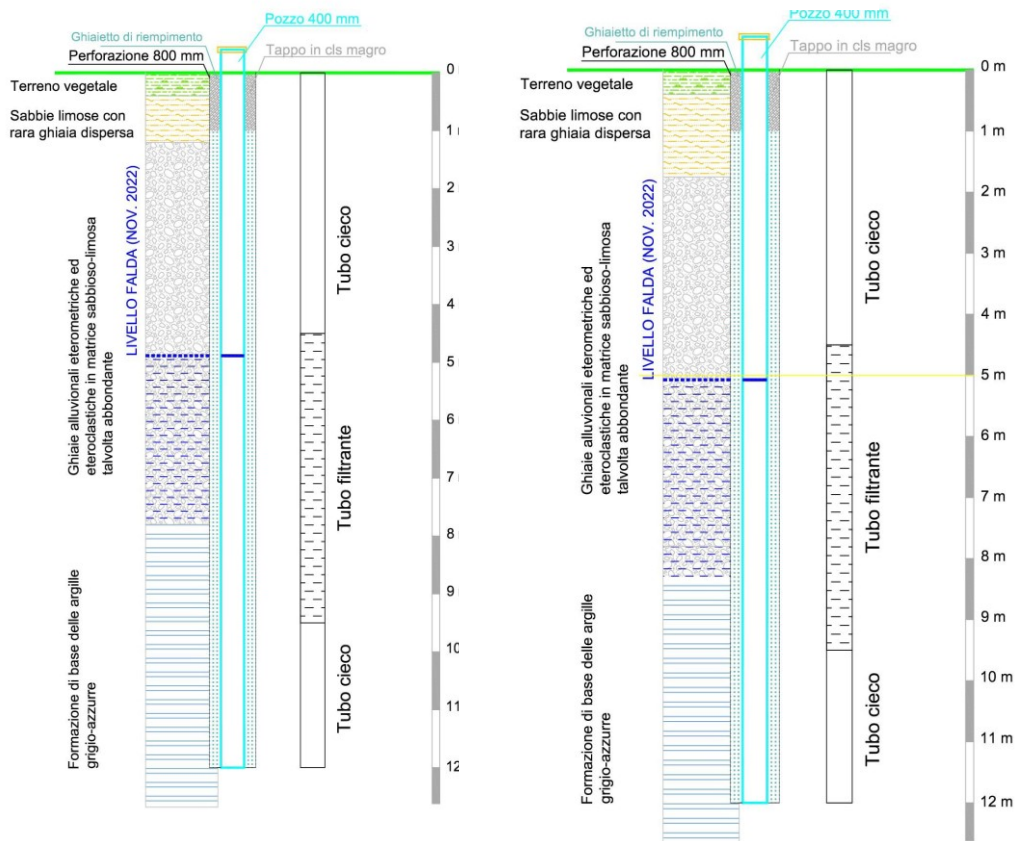 Pozzo 400 mm
Ghiaietto di riempimento
Perforazione 800 mm
Tappo in cls magro
Terreno vegetale
Sabbie limose con
rara ghiaia dispersa
LIVELLO FALDA (NOV. 2022)
Ghiaie alluvionali eterometriche ed
eteroclastiche in matrice sabbioso-limosa
talvolta abbondante
Formazione di base delle argille
grigio-azzurre
Tubo cieco
Tubo filtrante
Tubo cieco
0
1
2
3
4
5
6
7
8
9
10
11
12
Pozzo 400 mm
Ghiaietto di riempimento
Perforazione 800 mm
Tappo in cls magro
Terreno vegetale
Sabbie limose con
rara ghiaia dispersa
LIVELLO FALDA (NOV. 2022)
Ghiaie alluvionali eterometriche ed
eteroclastiche in matrice sabbioso-limosa
talvolta abbondante
Formazione di base delle argille
grigio-azzurre
Tubo cieco
Tubo filtrante
Tubo cieco
0 m
1 m
2 m
3 m
4 m
5 m
6 m
7 m
8 m
9 m
10 m
11 m
12 m